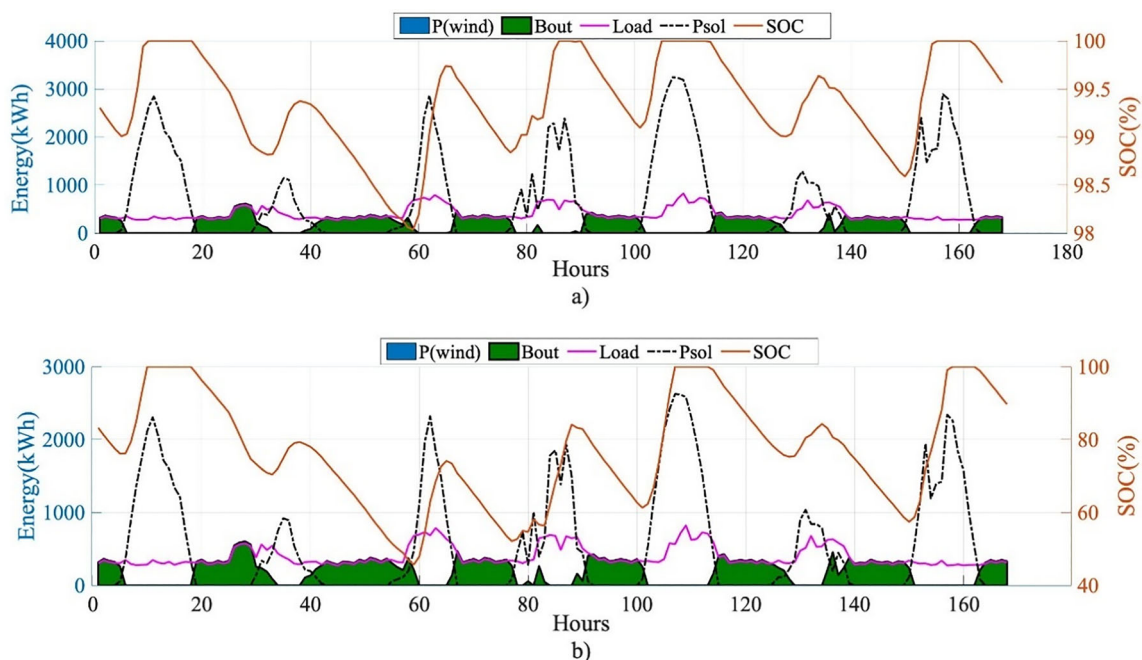 P(wind) Bout Load Psol SOC
4000 3000 2000 1000 0
Energy(kWh)
100 99.5 99 98.5 98
SOC(%)
0 20 40 60 80 100 120 140 160 180
Hours
a)
P(wind) Bout Load Psol SOC
3000 2000 1000 0
Energy(kWh)
100 80 60 40
SOC(%)
0 20 40 60 80 100 120 140 160
Hours
b)